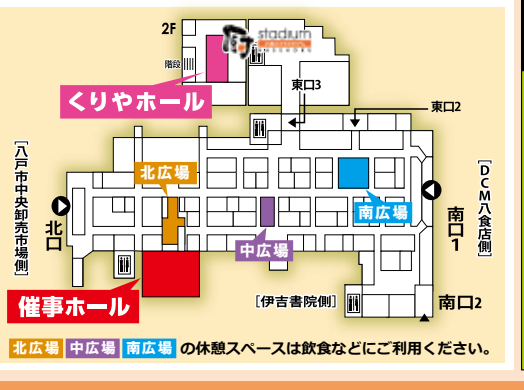 2F
厨 stadium
階段
くりやホール
東口3
東口2
北広場
[八戸市中央卸売市場側]
北口
南広場
[DCM八食店側]
南口1
中広場
催事ホール
[伊吉書院側]
南口2
北広場 中広場 南広場 の休憩スペースは飲食などにご利用ください。